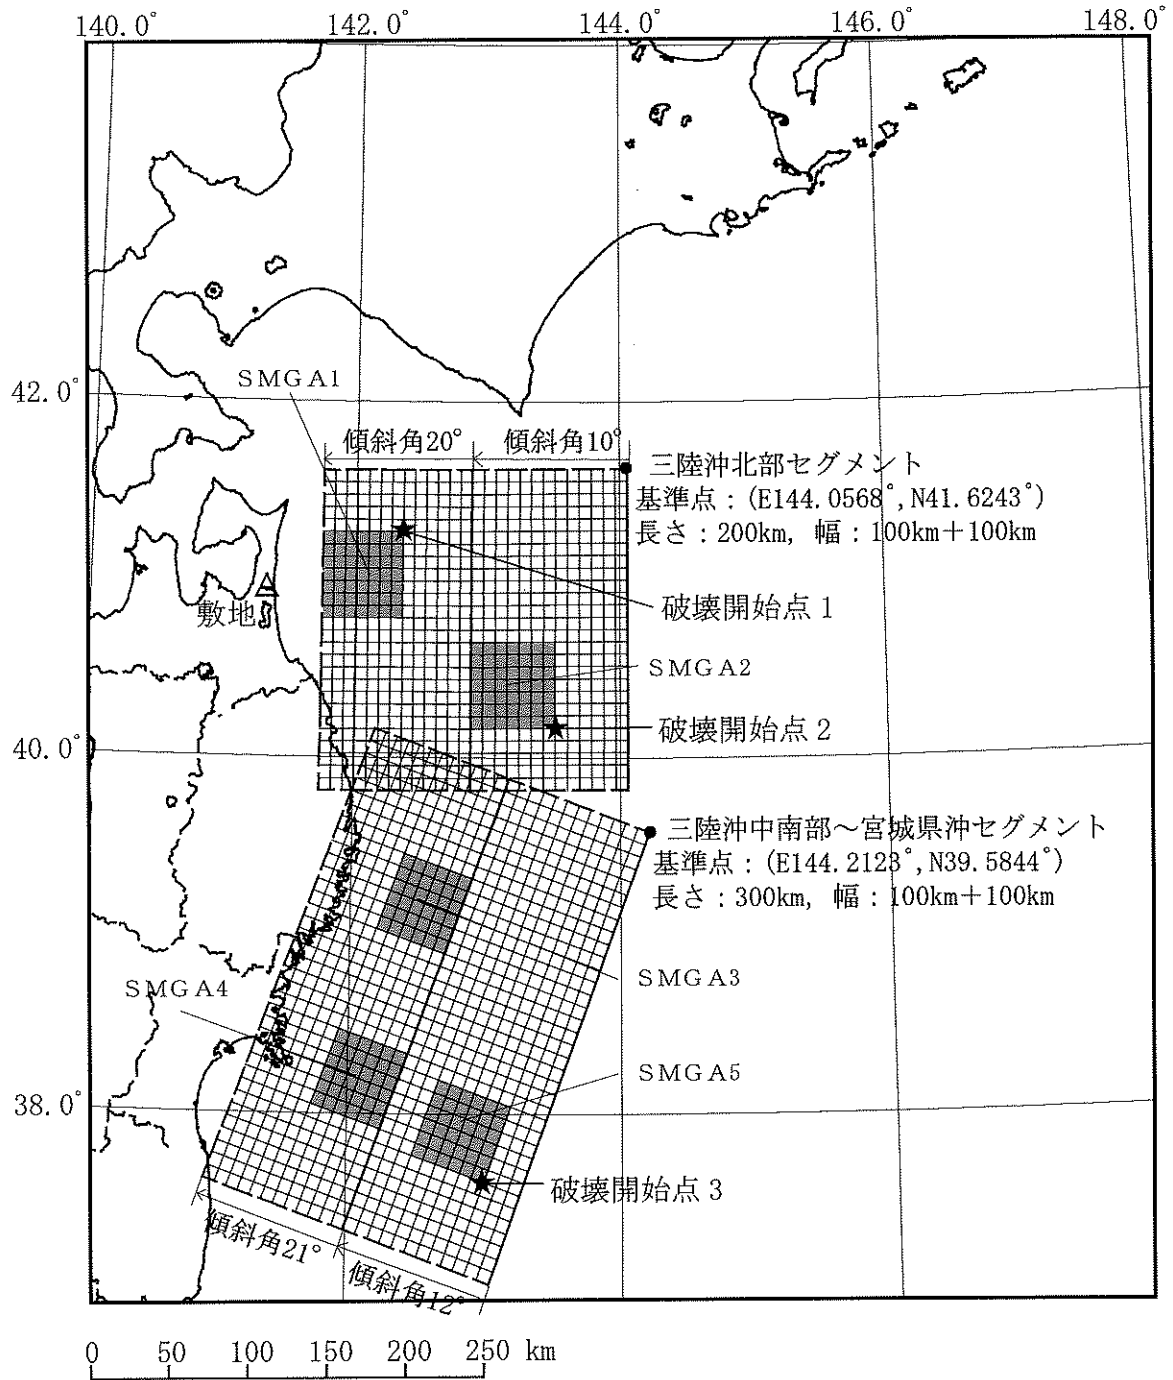 140.0° 142.0° 144.0° 146.0° 148.0°
42.0°
SMGA1
傾斜角20° 傾斜角10°
三陸沖北部セグメント
基準点：(E144.0568°,N41.6243°)
長さ：200km, 幅：100km＋100km
敷地
破壊開始点1
SMGA2
破壊開始点2
40.0°
三陸沖中南部～宮城県沖セグメント
基準点：(E144.2123°,N39.5844°)
長さ：300km, 幅：100km＋100km
SMGA3
SMGA4
SMGA5
38.0°
破壊開始点3
傾斜角21°
傾斜角12°
0 50 100 150 200 250 km